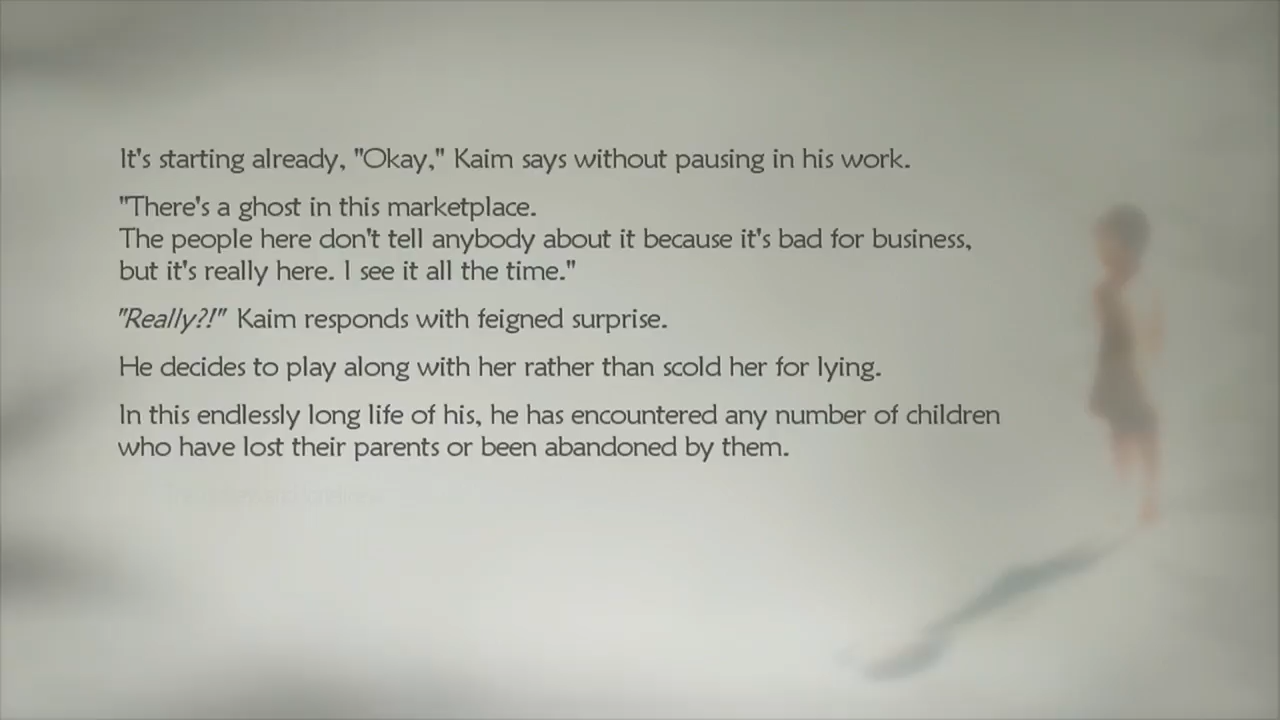 It's starting already, "Okay," Kaim says without pausing in his work.
"There's a ghost in this marketplace.
The people here don't tell anybody about it because it's bad for business,
but it's really here. I see it all the time."
"Really?!" Kaim responds with feigned surprise.
He decides to play along with her rather than scold her for lying.
In this endlessly long life of his, he has encountered any number of children
who have lost their parents or been abandoned by them.